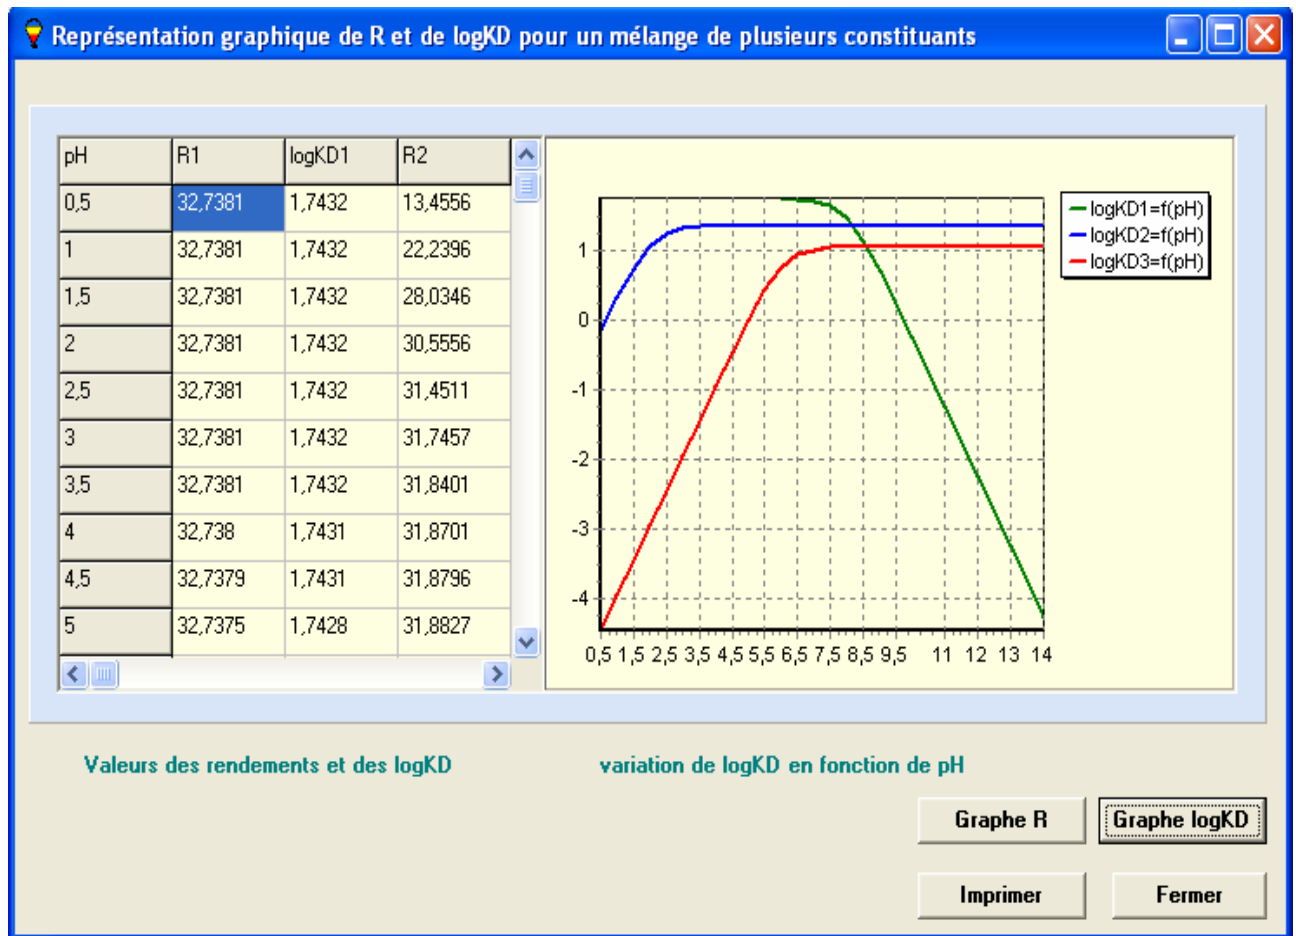 Représentation graphique de R et de logKD pour un mélange de plusieurs constituants
pH R1 logKD1 R2
0,5 32,7381 1,7432 13,4556
1 32,7381 1,7432 22,2396
1,5 32,7381 1,7432 28,0346
2 32,7381 1,7432 30,5556
2,5 32,7381 1,7432 31,4511
3 32,7381 1,7432 31,7457
3,5 32,7381 1,7432 31,8401
4 32,738 1,7431 31,8701
4,5 32,7379 1,7431 31,8796
5 32,7375 1,7428 31,8827
logKD1=f(pH)
logKD2=f(pH)
logKD3=f(pH)
1
0
-1
-2
-3
-4
0,5 1,5 2,5 3,5 4,5 5,5 6,5 7,5 8,5 9,5 11 12 13 14
Valeurs des rendements et des logKD
variation de logKD en fonction de pH
Graphe R
Graphe logKD
Imprimer
Fermer